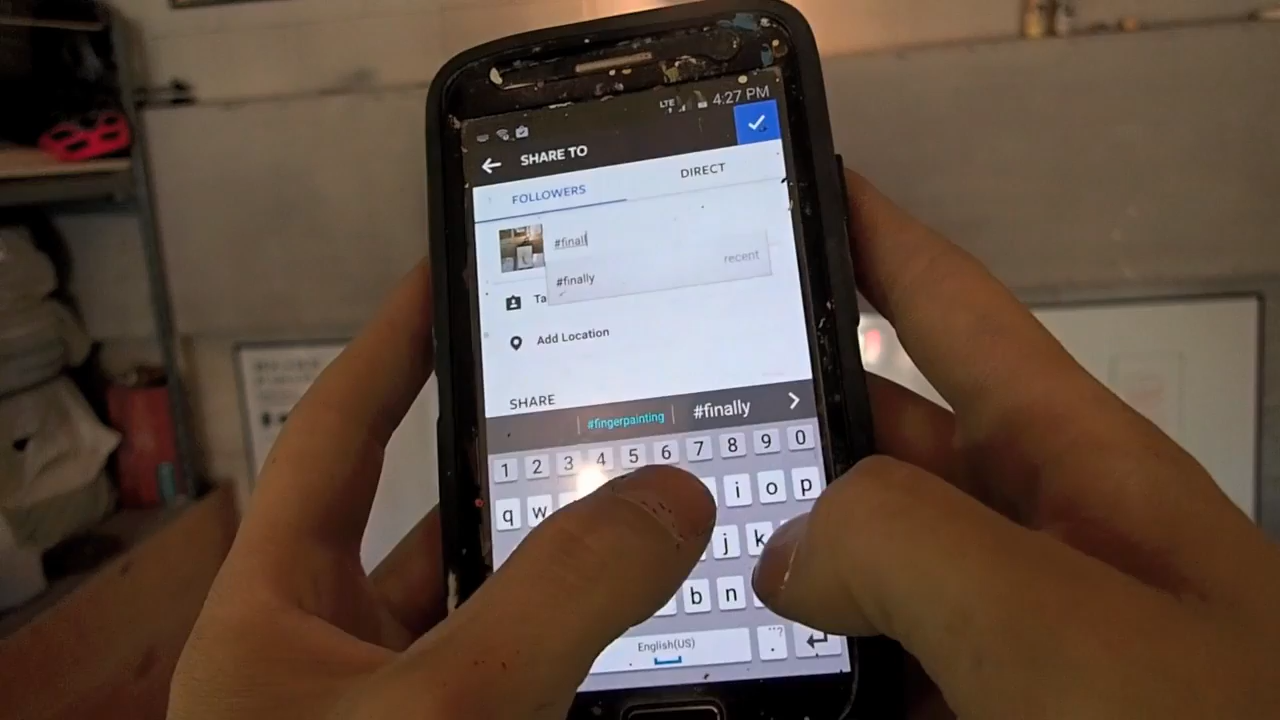 LTE 4:27 PM
SHARE TO
FOLLOWERS DIRECT
#finall
#finally recent
Ta
Add Location
SHARE
#fingerpainting #finally
1 2 3 4 5 6 7 8 9 0
q w i o p
j k
b n
English(US) .